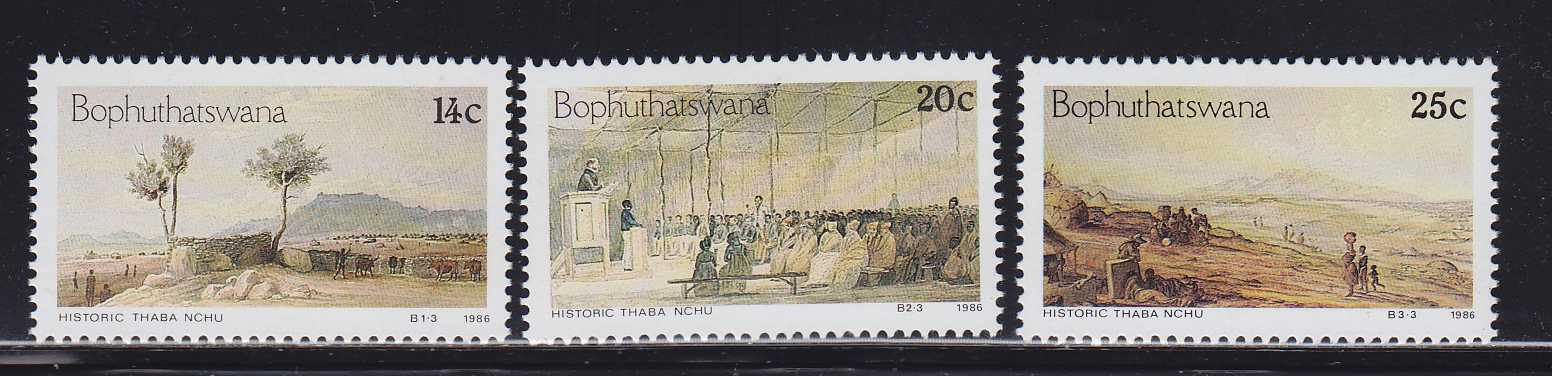 Bophuthatswana 14c
HISTORIC THABA NCHU B1·3 1986
Bophuthatswana 20c
HISTORIC THABA NCHU B2·3 1986
Bophuthatswana 25c
HISTORIC THABA NCHU B3·3 1986